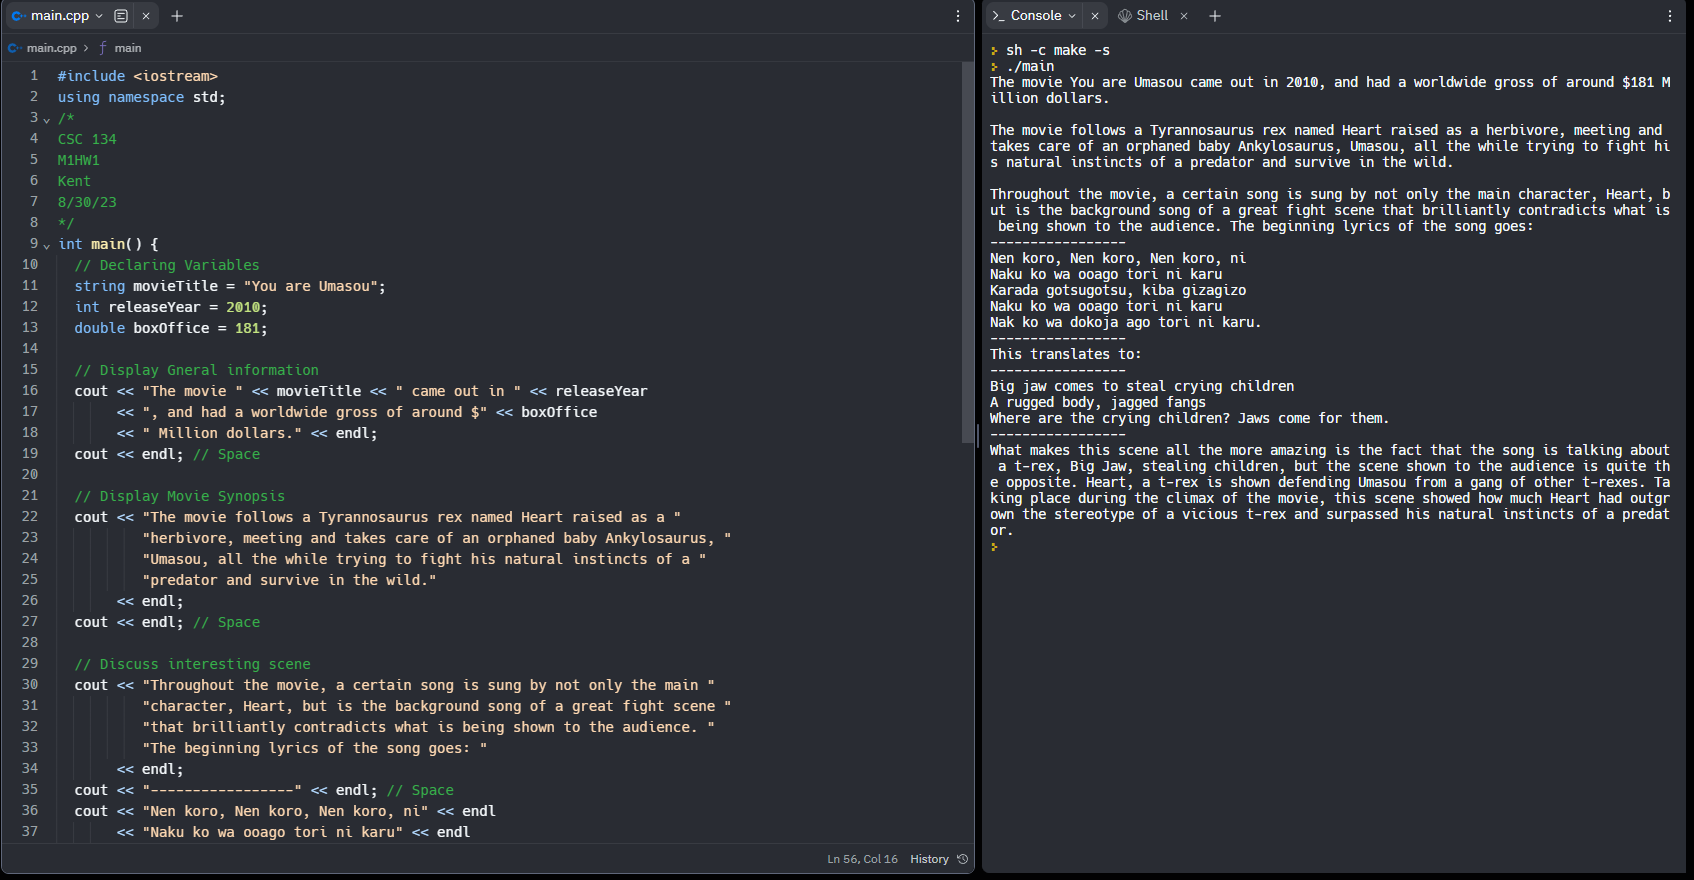 main.cpp
main.cpp > ƒ main
1 #include <iostream>
2 using namespace std;
3 /*
4 CSC 134
5 M1HW1
6 Kent
7 8/30/23
8 */
9 int main() {
10 // Declaring Variables
11 string movieTitle = "You are Umasou";
12 int releaseYear = 2010;
13 double boxOffice = 181;
14
15 // Display Gneral information
16 cout << "The movie " << movieTitle << " came out in " << releaseYear
17 << ", and had a worldwide gross of around $" << boxOffice
18 << " Million dollars." << endl;
19 cout << endl; // Space
20
21 // Display Movie Synopsis
22 cout << "The movie follows a Tyrannosaurus rex named Heart raised as a "
23 "herbivore, meeting and takes care of an orphaned baby Ankylosaurus, "
24 "Umasou, all the while trying to fight his natural instincts of a "
25 "predator and survive in the wild."
26 << endl;
27 cout << endl; // Space
28
29 // Discuss interesting scene
30 cout << "Throughout the movie, a certain song is sung by not only the main "
31 "character, Heart, but is the background song of a great fight scene "
32 "that brilliantly contradicts what is being shown to the audience. "
33 "The beginning lyrics of the song goes: "
34 << endl;
35 cout << "-----------------" << endl; // Space
36 cout << "Nen koro, Nen koro, Nen koro, ni" << endl
37 << "Naku ko wa ooago tori ni karu" << endl
Ln 56, Col 16 History
Console Shell
sh -c make -s
./main
The movie You are Umasou came out in 2010, and had a worldwide gross of around $181 M
illion dollars.

The movie follows a Tyrannosaurus rex named Heart raised as a herbivore, meeting and
takes care of an orphaned baby Ankylosaurus, Umasou, all the while trying to fight hi
s natural instincts of a predator and survive in the wild.

Throughout the movie, a certain song is sung by not only the main character, Heart, b
ut is the background song of a great fight scene that brilliantly contradicts what is
being shown to the audience. The beginning lyrics of the song goes:
-----------------
Nen koro, Nen koro, Nen koro, ni
Naku ko wa ooago tori ni karu
Karada gotsugotsu, kiba gizagizo
Naku ko wa ooago tori ni karu
Nak ko wa dokoja ago tori ni karu.
-----------------
This translates to:
-----------------
Big jaw comes to steal crying children
A rugged body, jagged fangs
Where are the crying children? Jaws come for them.
-----------------
What makes this scene all the more amazing is the fact that the song is talking about
a t-rex, Big Jaw, stealing children, but the scene shown to the audience is quite th
e opposite. Heart, a t-rex is shown defending Umasou from a gang of other t-rexes. Ta
king place during the climax of the movie, this scene showed how much Heart had outgr
own the stereotype of a vicious t-rex and surpassed his natural instincts of a predat
or.